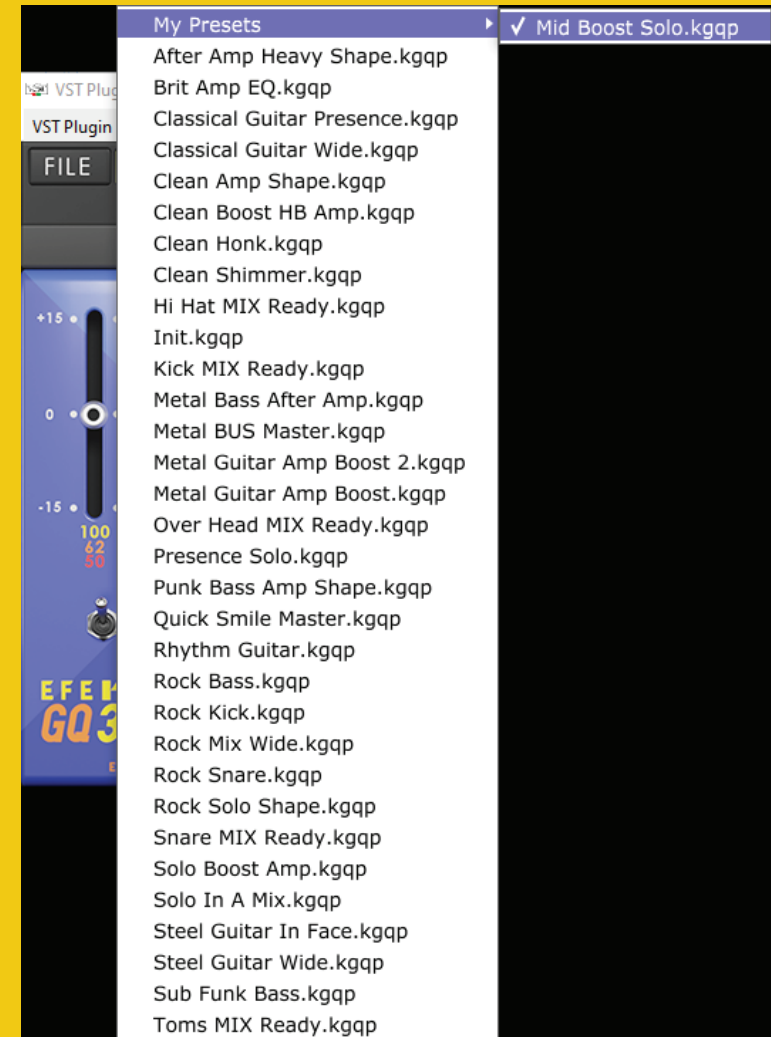 My Presets
✓ Mid Boost Solo.kgqp
After Amp Heavy Shape.kgqp
Brit Amp EQ.kgqp
Classical Guitar Presence.kgqp
Classical Guitar Wide.kgqp
Clean Amp Shape.kgqp
Clean Boost HB Amp.kgqp
Clean Honk.kgqp
Clean Shimmer.kgqp
Hi Hat MIX Ready.kgqp
Init.kgqp
Kick MIX Ready.kgqp
Metal Bass After Amp.kgqp
Metal BUS Master.kgqp
Metal Guitar Amp Boost 2.kgqp
Metal Guitar Amp Boost.kgqp
Over Head MIX Ready.kgqp
Presence Solo.kgqp
Punk Bass Amp Shape.kgqp
Quick Smile Master.kgqp
Rhythm Guitar.kgqp
Rock Bass.kgqp
Rock Kick.kgqp
Rock Mix Wide.kgqp
Rock Snare.kgqp
Rock Solo Shape.kgqp
Snare MIX Ready.kgqp
Solo Boost Amp.kgqp
Solo In A Mix.kgqp
Steel Guitar In Face.kgqp
Steel Guitar Wide.kgqp
Sub Funk Bass.kgqp
Toms MIX Ready.kgqp
VST Plug
VST Plugin
FILE
+15
0
-15
100
62
50
EFE
GQ3